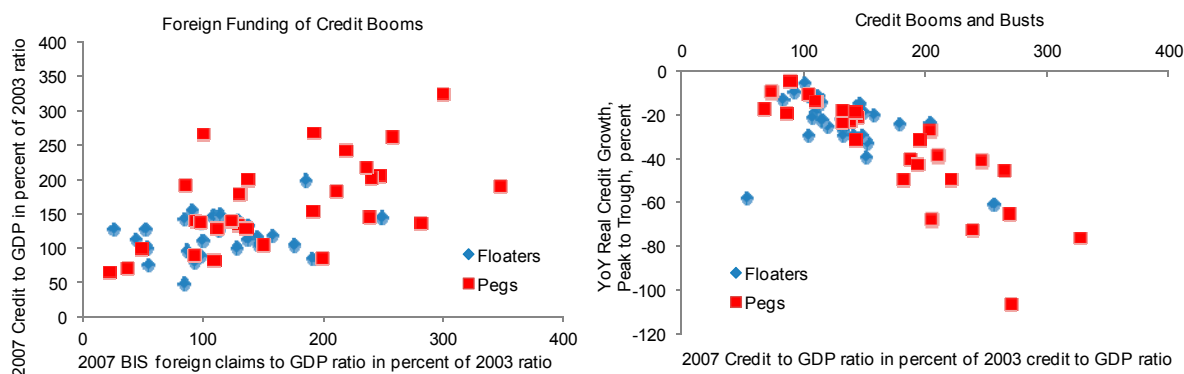 Foreign Funding of Credit Booms
2007 Credit to GDP in percent of 2003 ratio
400
350
300
250
200
150
100
50
0
Floaters
Pegs
0 100 200 300 400
2007 BIS foreign claims to GDP ratio in percent of 2003 ratio
Credit Booms and Busts
0 100 200 300 400
YoY Real Credit Growth,
Peak to Trough, percent
0
-20
-40
-60
-80
-100
-120
Floaters
Pegs
2007 Credit to GDP ratio in percent of 2003 credit to GDP ratio